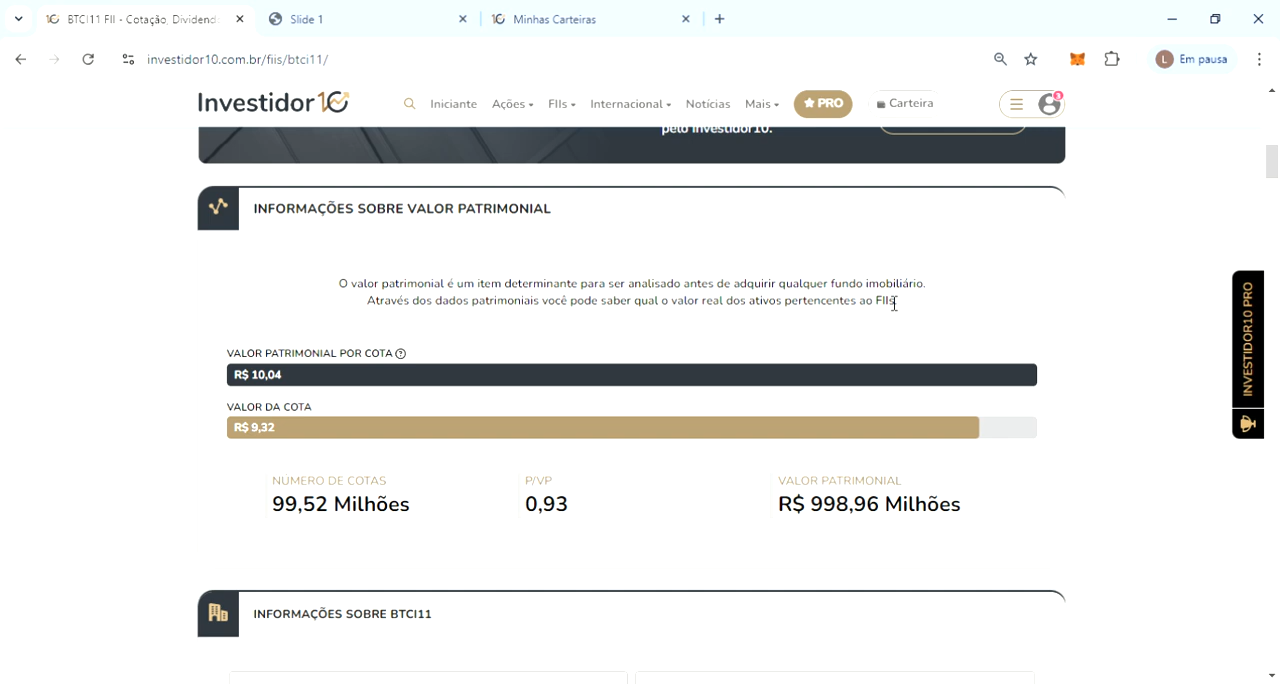 BTCI11 FII - Cotação, Dividend
Slide 1
Minhas Carteiras
investidor10.com.br/fiis/btci11/
L
Em pausa
Investidor10
Iniciante
Ações
FIIs
Internacional
Notícias
Mais
PRO
Carteira
3
pelo Investidor10.
INFORMAÇÕES SOBRE VALOR PATRIMONIAL
O valor patrimonial é um item determinante para ser analisado antes de adquirir qualquer fundo imobiliário.
Através dos dados patrimoniais você pode saber qual o valor real dos ativos pertencentes ao FIIs.
INVESTIDOR10 PRO
VALOR PATRIMONIAL POR COTA ?
R$ 10,04
VALOR DA COTA
R$ 9,32
NUMERO DE COTAS
99,52 Milhões
P/VP
0,93
VALOR PATRIMONIAL
R$ 998,96 Milhões
INFORMAÇÕES SOBRE BTCI11